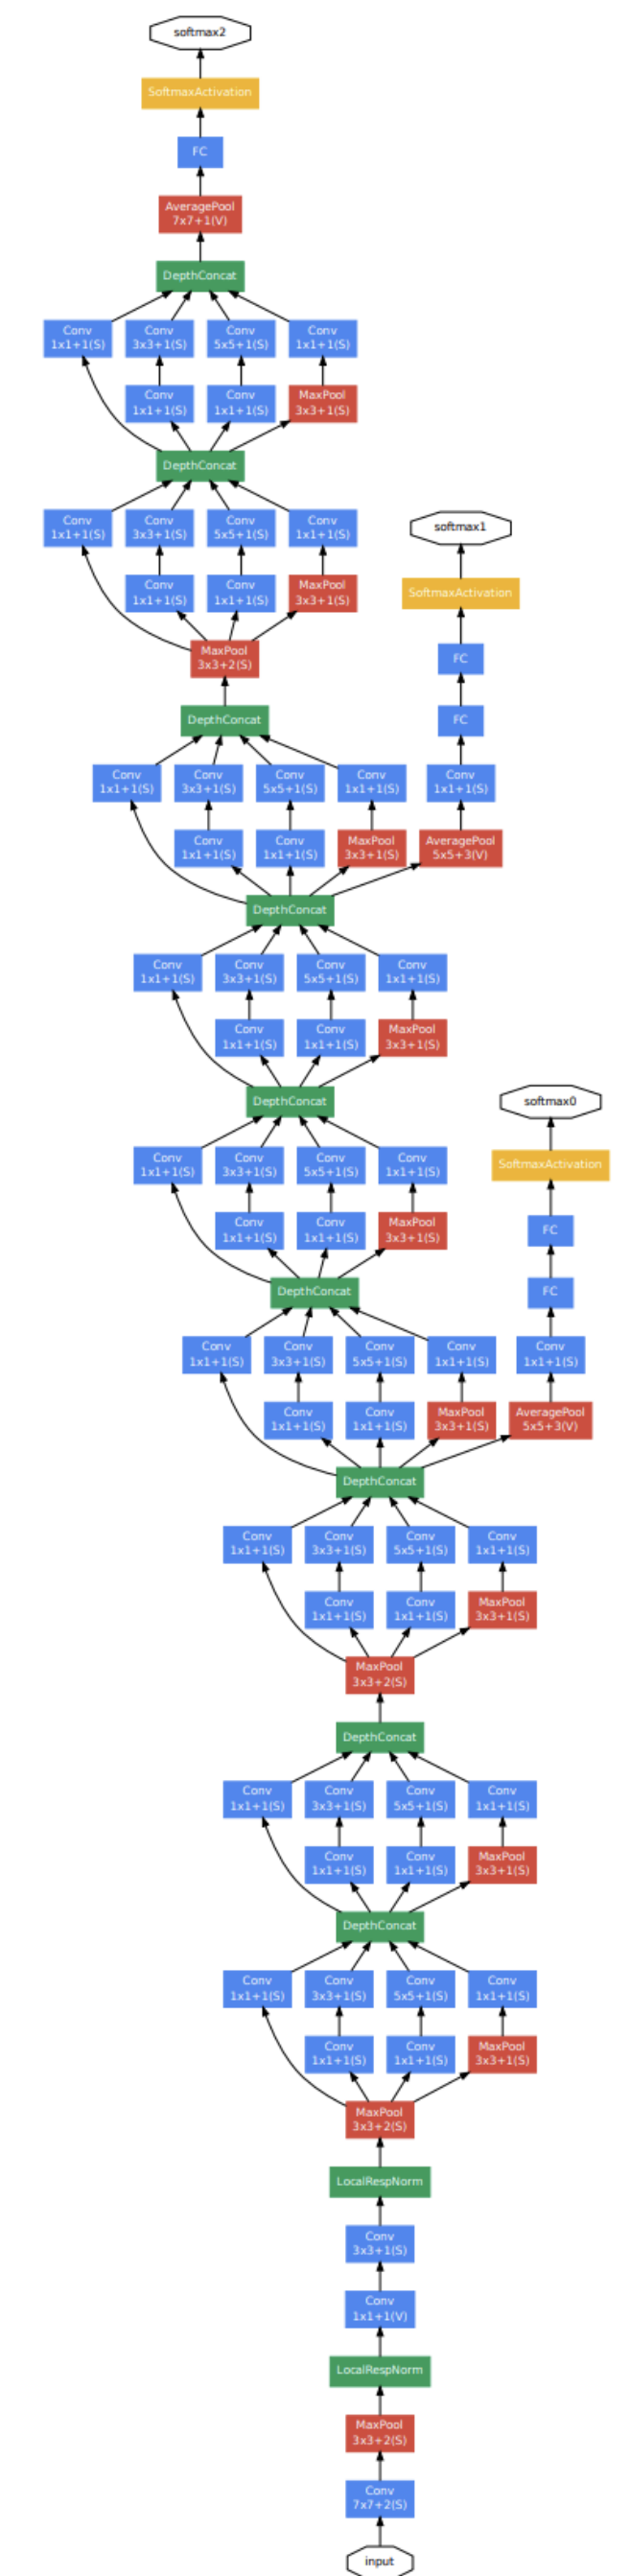 softmax2
SoftmaxActivation
FC
AveragePool
7x7+1(V)
DepthConcat
Conv Conv Conv Conv
1x1+1(S) 3x3+1(S) 5x5+1(S) 1x1+1(S)
Conv Conv MaxPool
1x1+1(S) 1x1+1(S) 3x3+1(S)
DepthConcat
Conv Conv Conv Conv
1x1+1(S) 3x3+1(S) 5x5+1(S) 1x1+1(S)
softmax1
Conv Conv MaxPool SoftmaxActivation
1x1+1(S) 1x1+1(S) 3x3+1(S)
MaxPool FC
3x3+2(S)
DepthConcat FC
Conv Conv Conv Conv Conv
1x1+1(S) 3x3+1(S) 5x5+1(S) 1x1+1(S) 1x1+1(S)
Conv Conv MaxPool AveragePool
1x1+1(S) 1x1+1(S) 3x3+1(S) 5x5+3(V)
DepthConcat
Conv Conv Conv Conv
1x1+1(S) 3x3+1(S) 5x5+1(S) 1x1+1(S)
Conv Conv MaxPool
1x1+1(S) 1x1+1(S) 3x3+1(S)
DepthConcat softmax0
Conv Conv Conv Conv SoftmaxActivation
1x1+1(S) 3x3+1(S) 5x5+1(S) 1x1+1(S)
Conv Conv MaxPool FC
1x1+1(S) 1x1+1(S) 3x3+1(S)
DepthConcat FC
Conv Conv Conv Conv Conv
1x1+1(S) 3x3+1(S) 5x5+1(S) 1x1+1(S) 1x1+1(S)
Conv Conv MaxPool AveragePool
1x1+1(S) 1x1+1(S) 3x3+1(S) 5x5+3(V)
DepthConcat
Conv Conv Conv Conv
1x1+1(S) 3x3+1(S) 5x5+1(S) 1x1+1(S)
Conv Conv MaxPool
1x1+1(S) 1x1+1(S) 3x3+1(S)
MaxPool
3x3+2(S)
DepthConcat
Conv Conv Conv Conv
1x1+1(S) 3x3+1(S) 5x5+1(S) 1x1+1(S)
Conv Conv MaxPool
1x1+1(S) 1x1+1(S) 3x3+1(S)
DepthConcat
Conv Conv Conv Conv
1x1+1(S) 3x3+1(S) 5x5+1(S) 1x1+1(S)
Conv Conv MaxPool
1x1+1(S) 1x1+1(S) 3x3+1(S)
MaxPool
3x3+2(S)
LocalRespNorm
Conv
3x3+1(S)
Conv
1x1+1(V)
LocalRespNorm
MaxPool
3x3+2(S)
Conv
7x7+2(S)
input